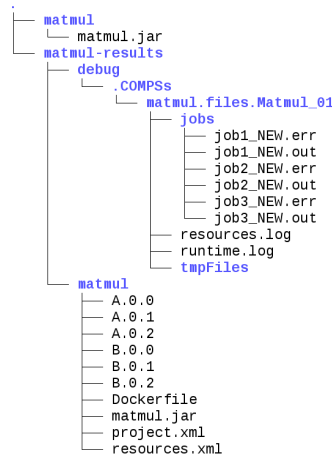 .
matmul
matmul.jar
matmul-results
debug
.COMPSs
matmul.files.Matmul_01
jobs
job1_NEW.err
job1_NEW.out
job2_NEW.err
job2_NEW.out
job3_NEW.err
job3_NEW.out
resources.log
runtime.log
tmpFiles
matmul
A.0.0
A.0.1
A.0.2
B.0.0
B.0.1
B.0.2
Dockerfile
matmul.jar
project.xml
resources.xml